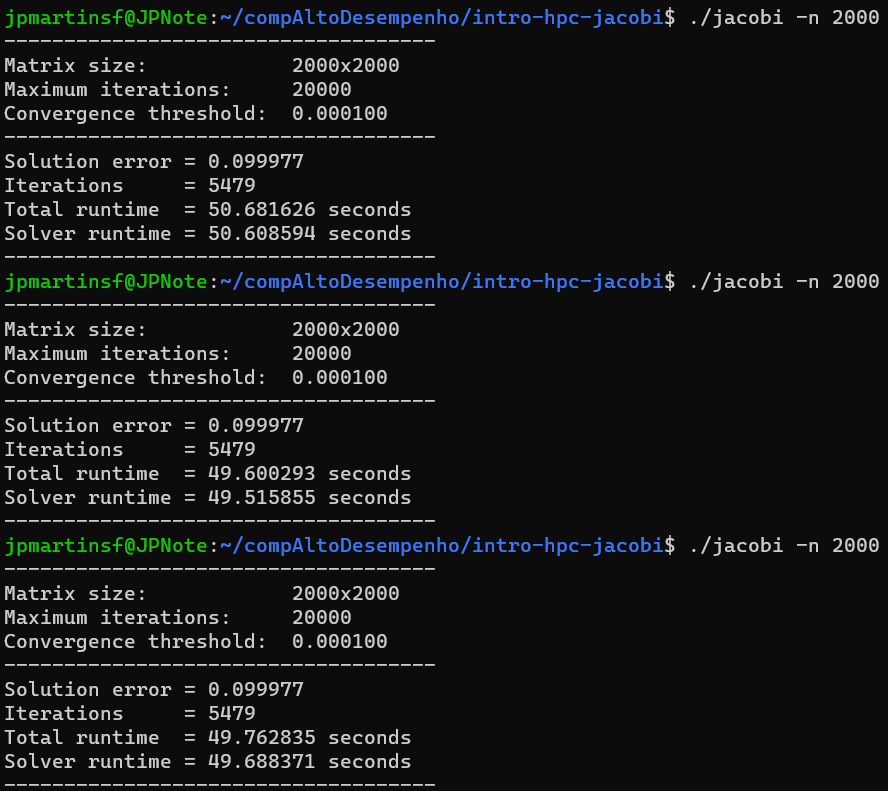 jpmartinsf@JPNote:~/compAltoDesempenho/intro-hpc-jacobi$ ./jacobi -n 2000
------------------------------------
Matrix size:            2000x2000
Maximum iterations:     20000
Convergence threshold:  0.000100
------------------------------------
Solution error = 0.099977
Iterations     = 5479
Total runtime  = 50.681626 seconds
Solver runtime = 50.608594 seconds
------------------------------------
jpmartinsf@JPNote:~/compAltoDesempenho/intro-hpc-jacobi$ ./jacobi -n 2000
------------------------------------
Matrix size:            2000x2000
Maximum iterations:     20000
Convergence threshold:  0.000100
------------------------------------
Solution error = 0.099977
Iterations     = 5479
Total runtime  = 49.600293 seconds
Solver runtime = 49.515855 seconds
------------------------------------
jpmartinsf@JPNote:~/compAltoDesempenho/intro-hpc-jacobi$ ./jacobi -n 2000
------------------------------------
Matrix size:            2000x2000
Maximum iterations:     20000
Convergence threshold:  0.000100
------------------------------------
Solution error = 0.099977
Iterations     = 5479
Total runtime  = 49.762835 seconds
Solver runtime = 49.688371 seconds
------------------------------------